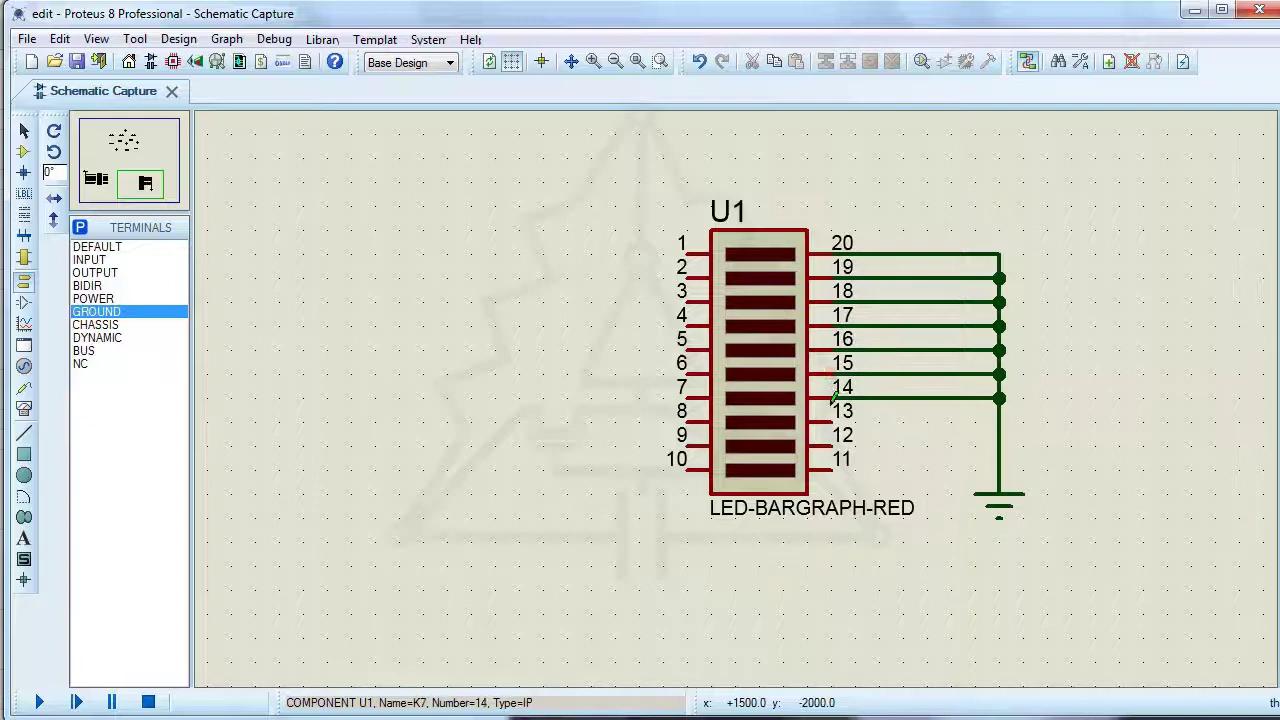 edit - Proteus 8 Professional - Schematic Capture
File Edit View Tool Design Graph Debug Librar Templat System Help
Base Design
Schematic Capture
0°
P TERMINALS
DEFAULT
INPUT
OUTPUT
BIDIR
POWER
GROUND
CHASSIS
DYNAMIC
BUS
NC
LBL
A
S
U1
1 20
2 19
3 18
4 17
5 16
6 15
7 14
8 13
9 12
10 11
LED-BARGRAPH-RED
COMPONENT U1, Name=K7, Number=14, Type=IP
x: +1500.0 y: -2000.0 th